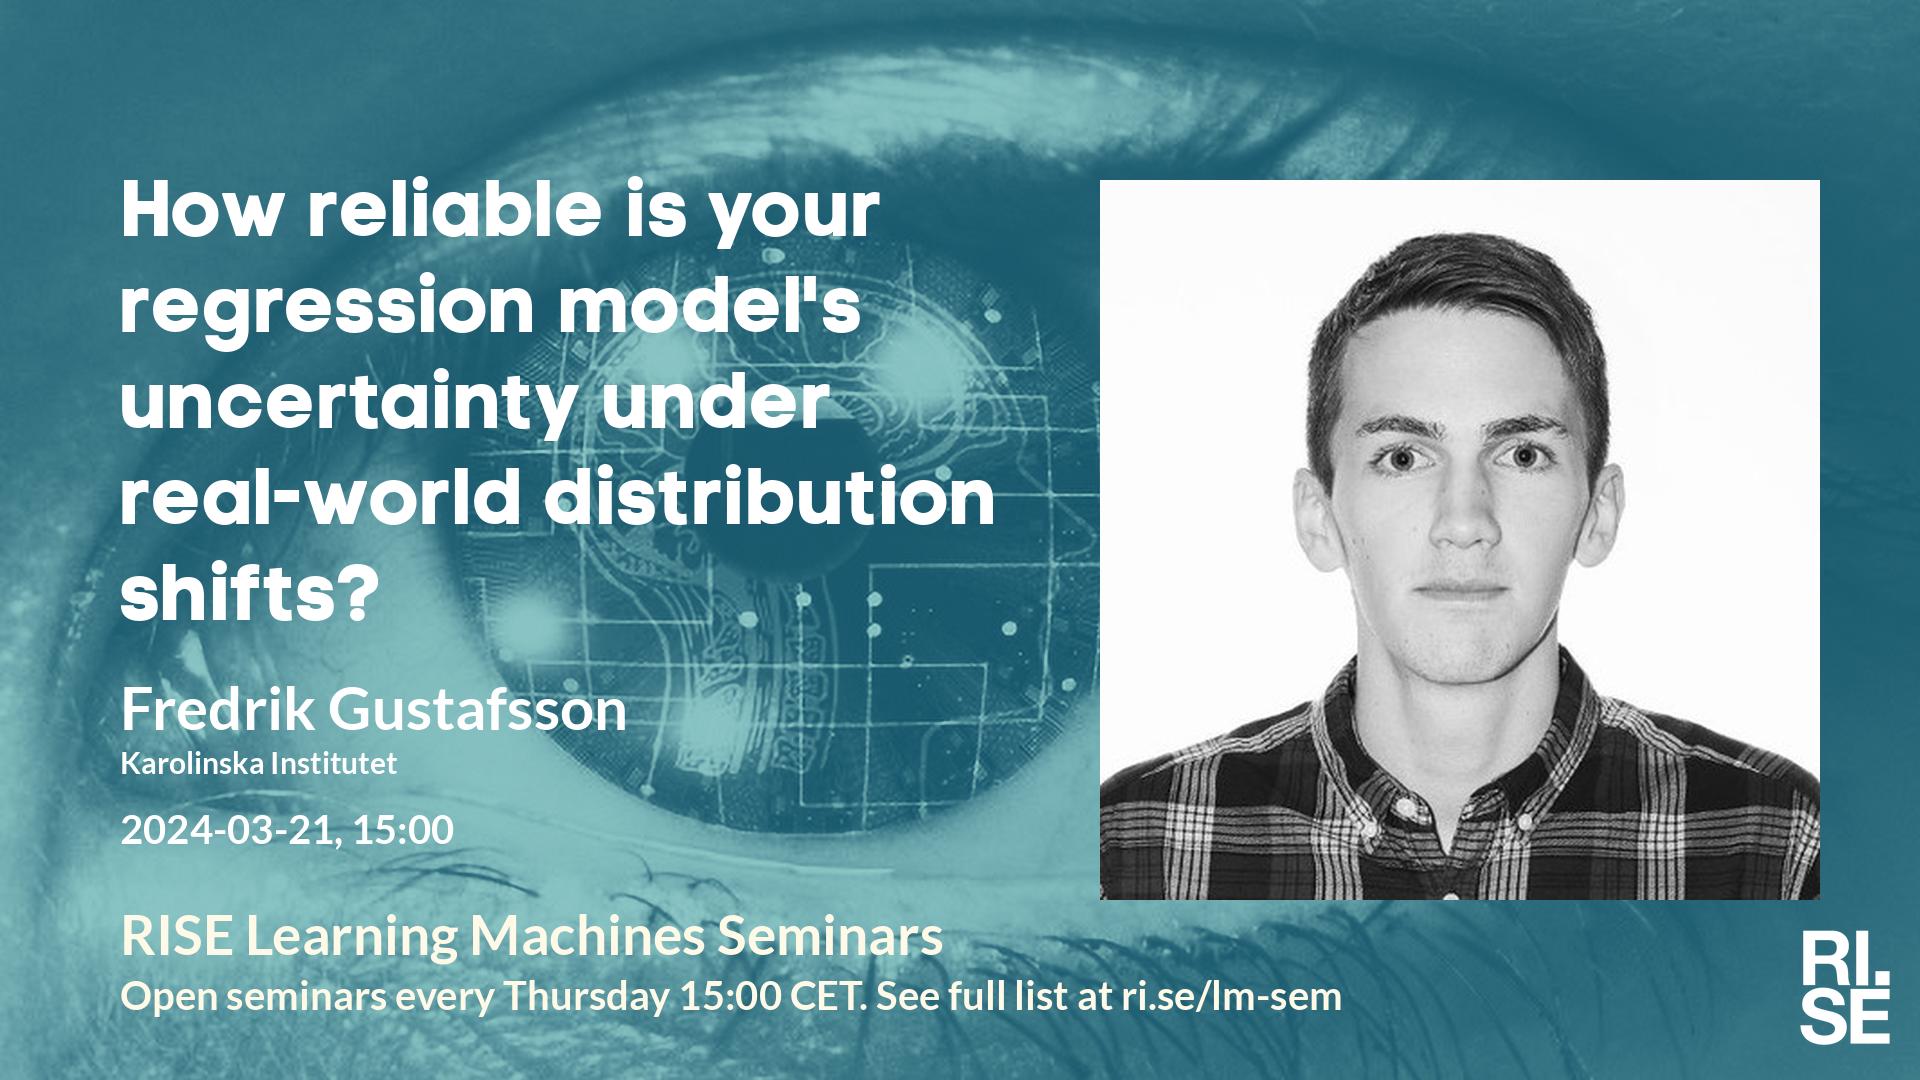 How reliable is your
regression model's
uncertainty under
real-world distribution
shifts?
Fredrik Gustafsson
Karolinska Institutet
2024-03-21, 15:00
RISE Learning Machines Seminars
Open seminars every Thursday 15:00 CET. See full list at ri.se/lm-sem
RI.
SE